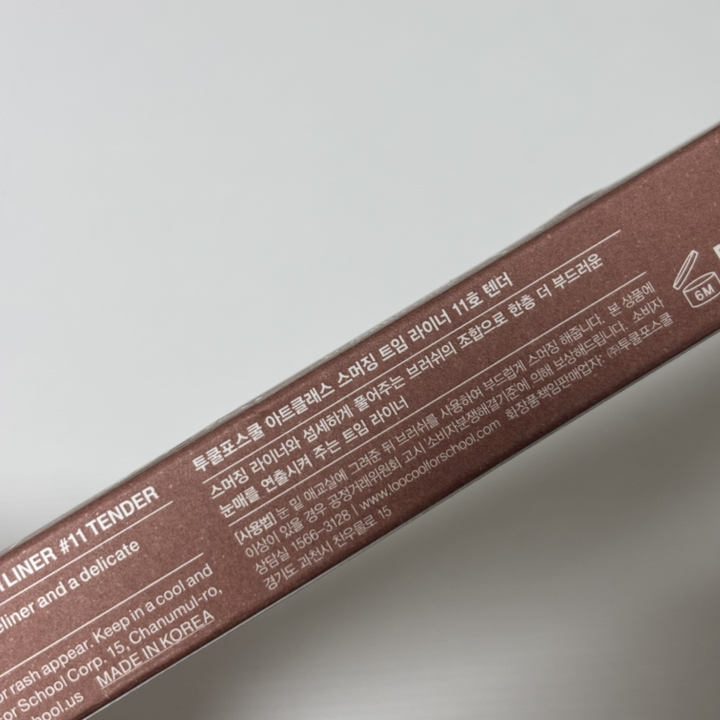 LINER #11 TENDER
eliner and a delicate
or rash appear. Keep in a cool and
or School Corp. 15, Chanumul-ro,
hool.us MADE IN KOREA
투쿨포스쿨 아트클래스 스머징 트임 라이너 11호 텐더
스머징 라이너와 섬세하게 풀어주는 브러쉬의 조합으로 한층 더 부드러운
눈매를 연출시켜 주는 트임 라이너
[사용법] 눈 밑 애교살에 그려준 뒤 브러쉬를 사용하여 부드럽게 스머징 해줍니다. 본 상품에
이상이 있을 경우 공정거래위원회 고시 소비자분쟁해결기준에 의해 보상해드립니다. 소비자
상담실 1566-3128 | www.toocoolforschool.com 화장품책임판매업자: ㈜투쿨포스쿨
경기도 과천시 찬우물로 15
6M